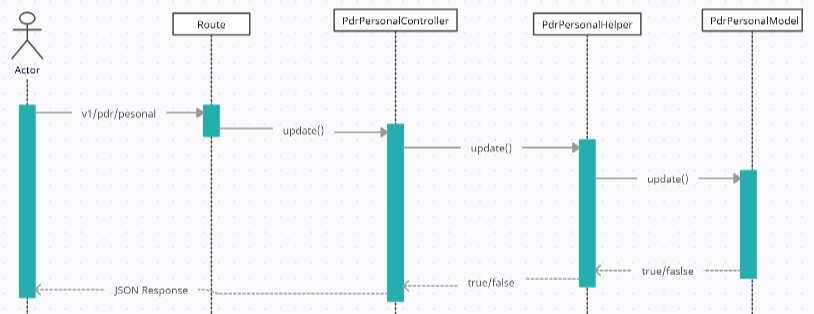 Route
PdrPersonalController
PdrPersonalHelper
PdrPersonalModel
Actor
v1/pdr/pesonal
update()
update()
update()
true/faslse
true/false
JSON Response